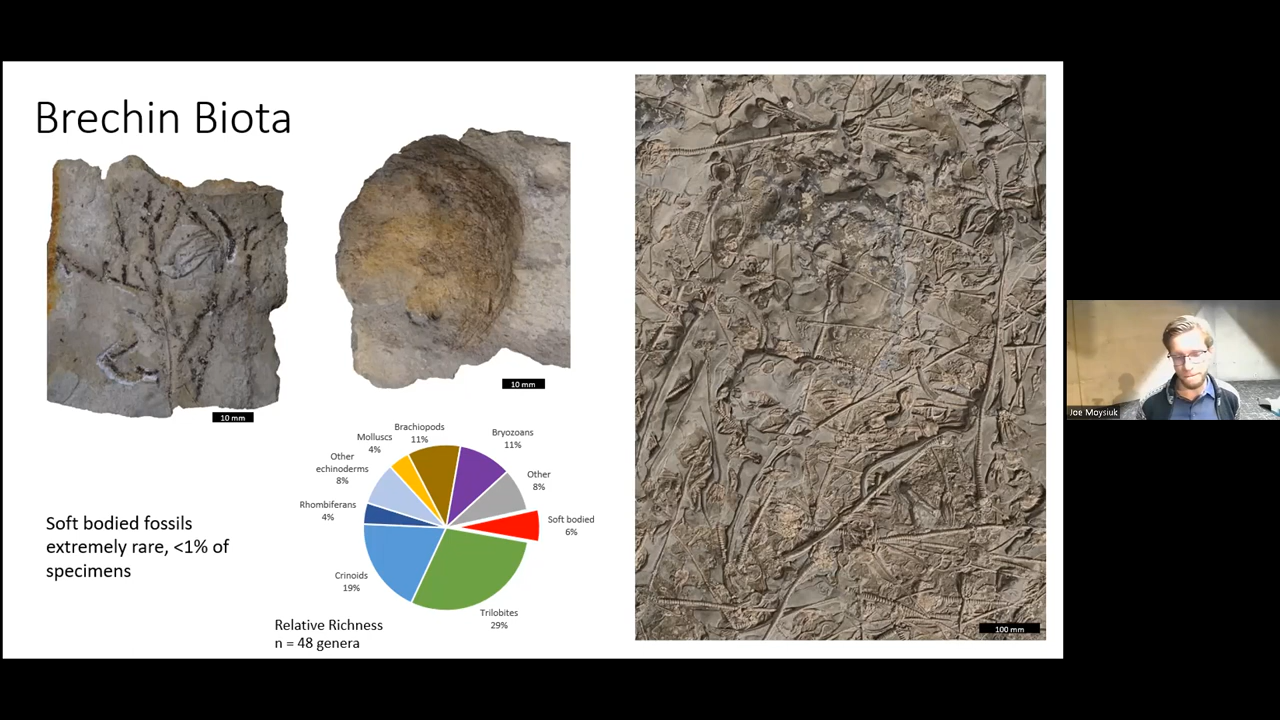 Brechin Biota
10 mm
10 mm
100 mm
Soft bodied fossils
extremely rare, <1% of
specimens
Brachiopods
11%
Bryozoans
11%
Molluscs
4%
Other
echinoderms
8%
Other
8%
Rhombiferans
4%
Soft bodied
6%
Crinoids
19%
Trilobites
29%
Relative Richness
n = 48 genera
Joe Moysiuk